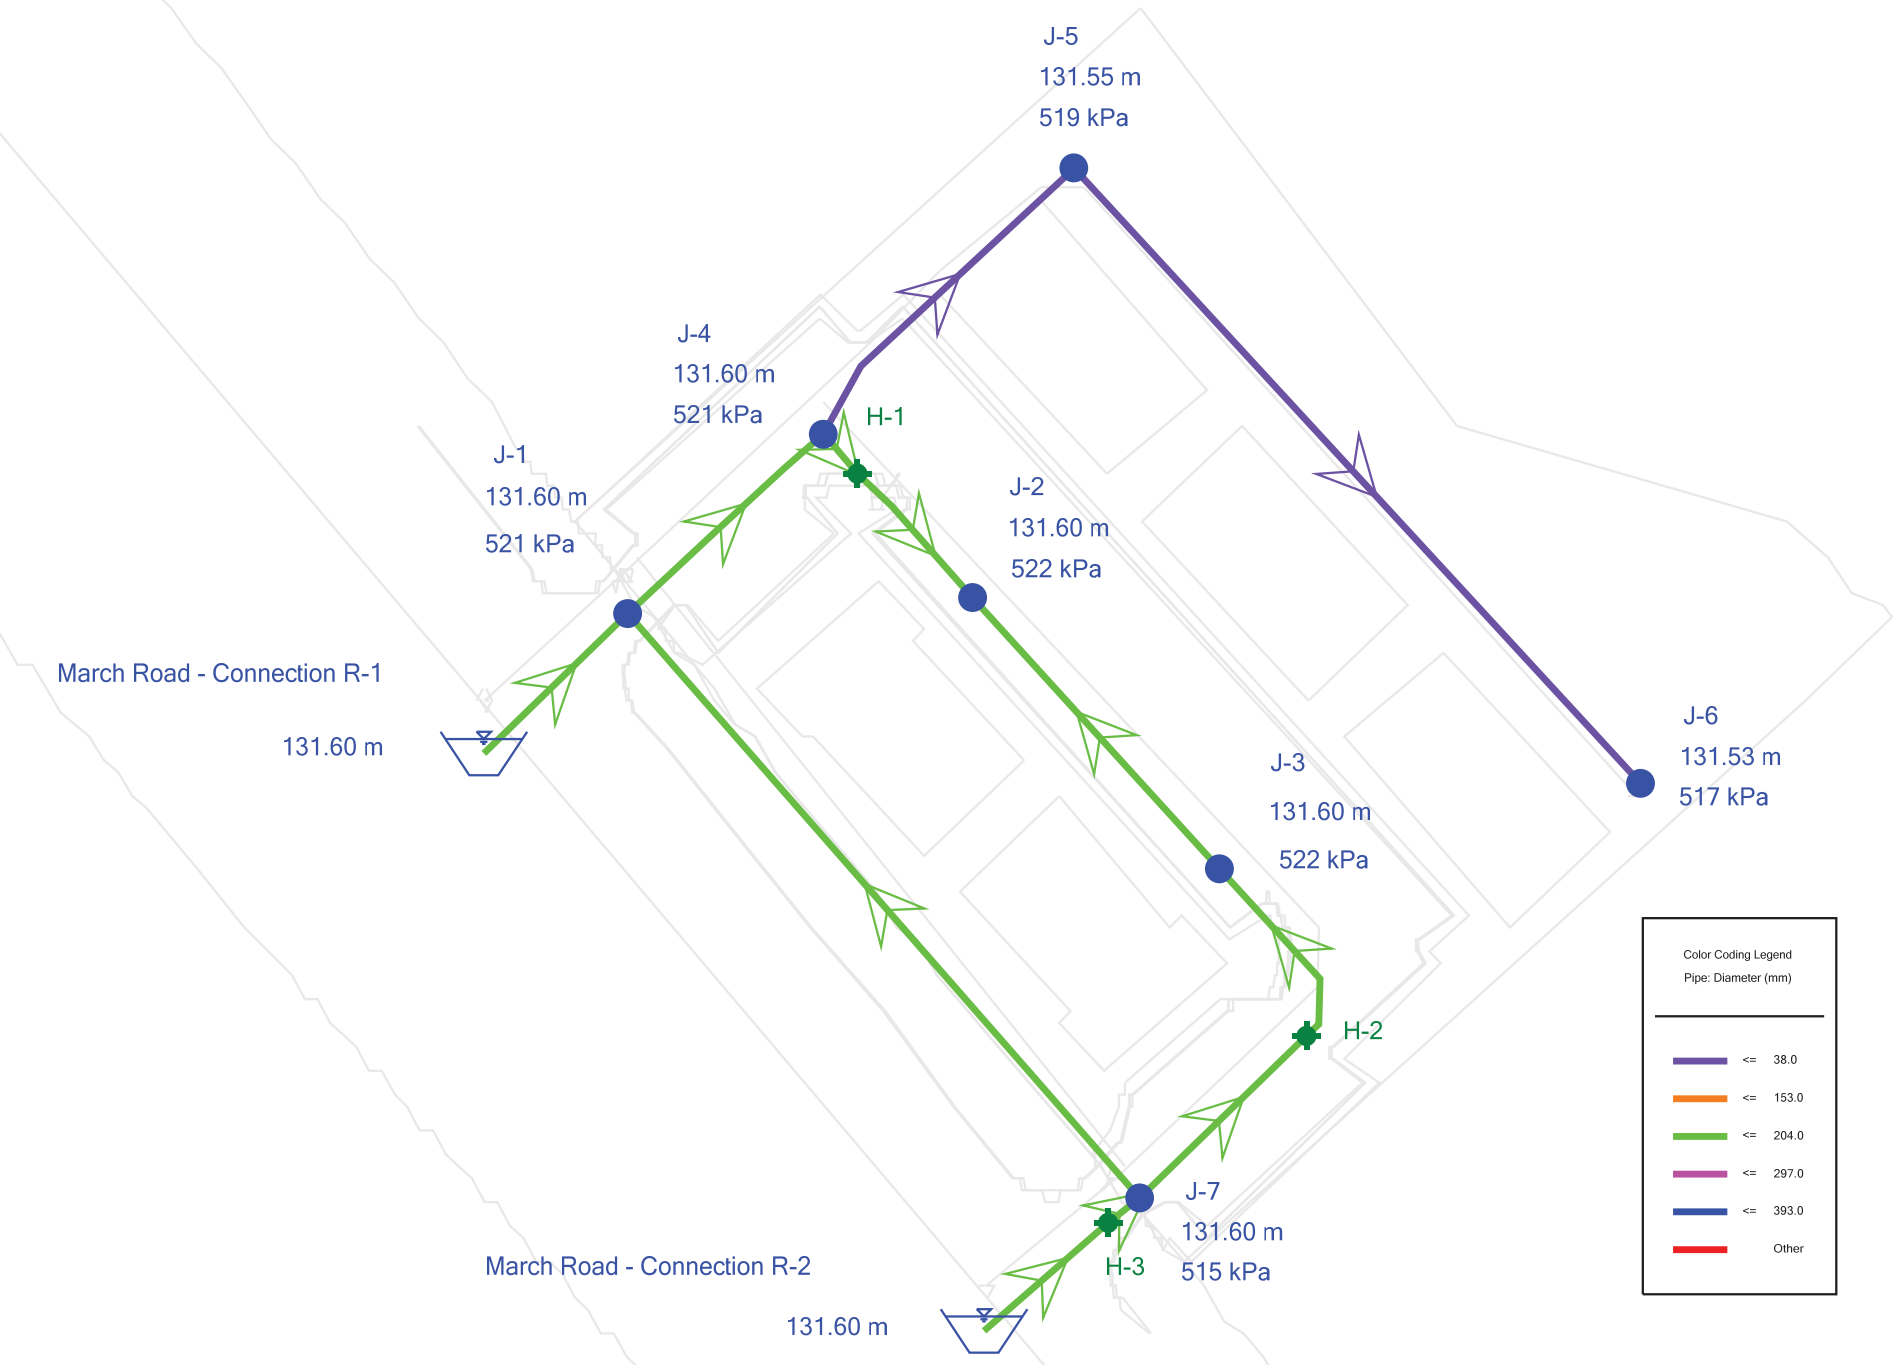 J-5
131.55 m
519 kPa
J-4
131.60 m
521 kPa
H-1
J-1
131.60 m
521 kPa
J-2
131.60 m
522 kPa
March Road - Connection R-1
131.60 m
J-3
131.60 m
522 kPa
J-6
131.53 m
517 kPa
H-2
J-7
131.60 m
515 kPa
H-3
March Road - Connection R-2
131.60 m
Color Coding Legend
Pipe: Diameter (mm)
<= 38.0
<= 153.0
<= 204.0
<= 297.0
<= 393.0
Other